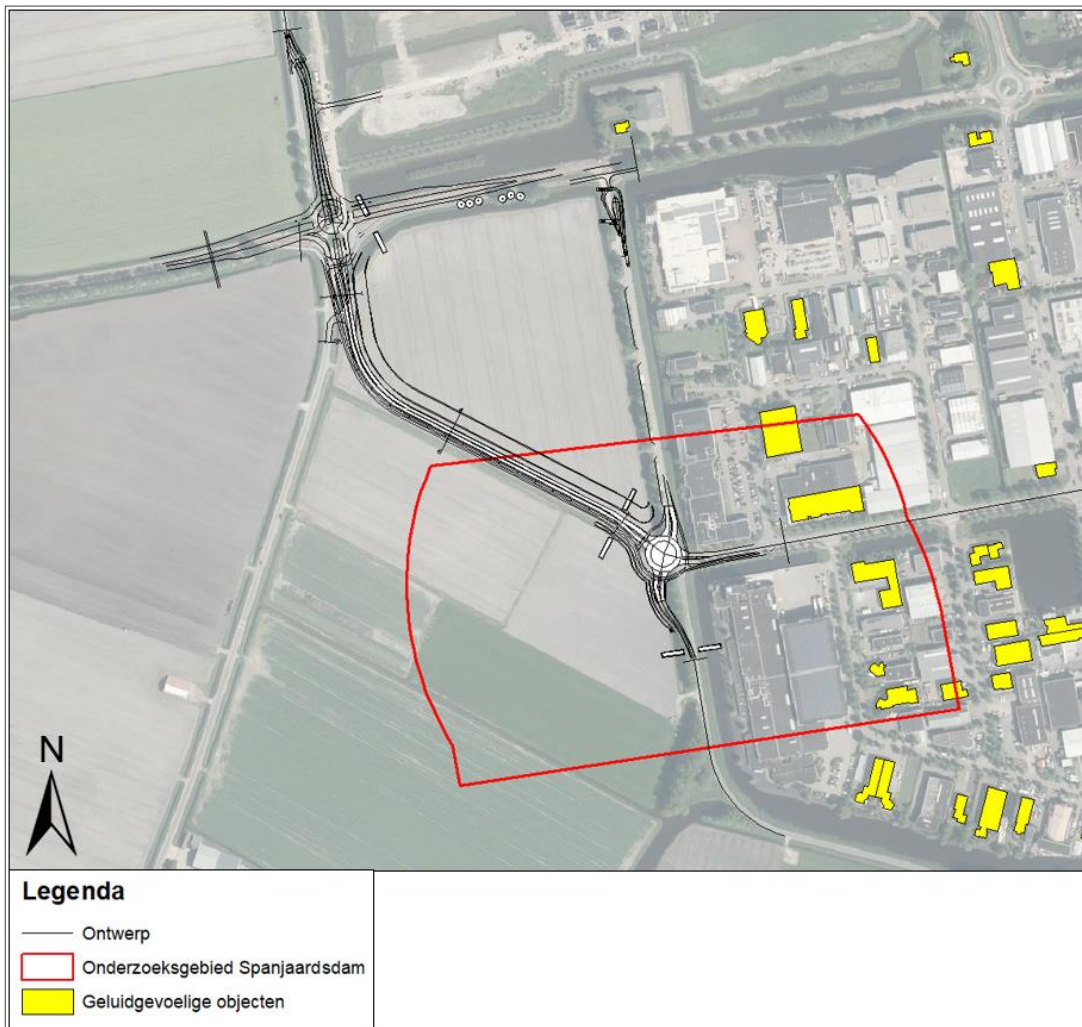 N
Legenda
Ontwerp
Onderzoeksgebied Spanjaardsdam
Geluidgevoelige objecten